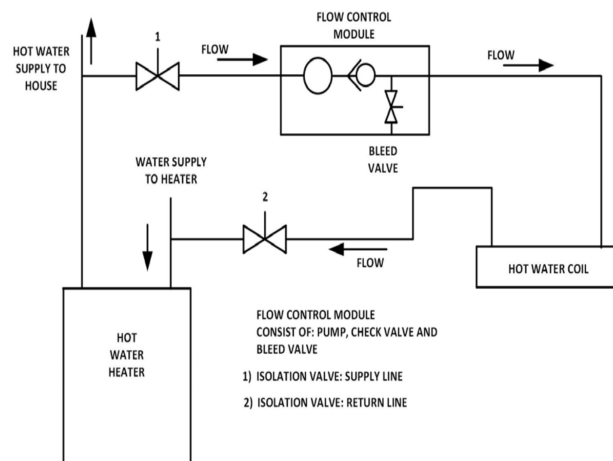 FLOW CONTROL
MODULE
1
HOT WATER
SUPPLY TO
HOUSE
FLOW
FLOW
BLEED
VALVE
WATER SUPPLY
TO HEATER
2
FLOW
HOT WATER COIL
HOT
WATER
HEATER
FLOW CONTROL MODULE
CONSIST OF: PUMP, CHECK VALVE AND
BLEED VALVE
1) ISOLATION VALVE: SUPPLY LINE
2) ISOLATION VALVE: RETURN LINE